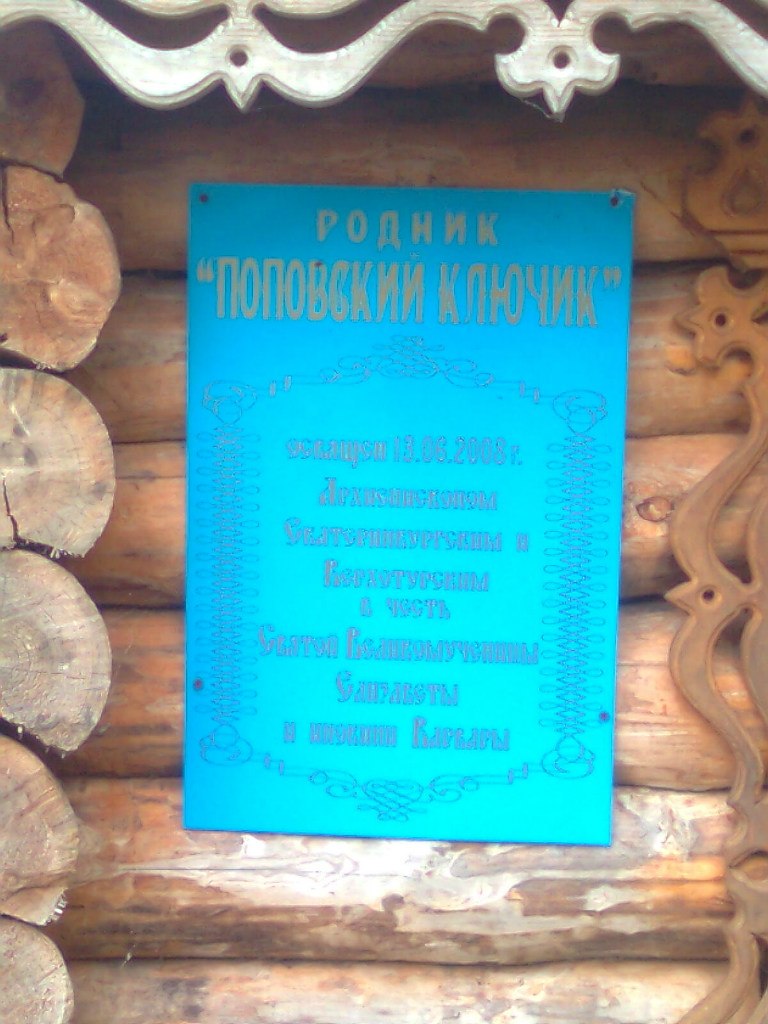 РОДНИК
"ПОПОВСКИЙ КЛЮЧИК"
освящен 13.06.2008 г.
Архиепископом
Екатеринбургским и
Верхотурским
в честь
Святой Великомученицы
Елизаветы
и инокини Варвары